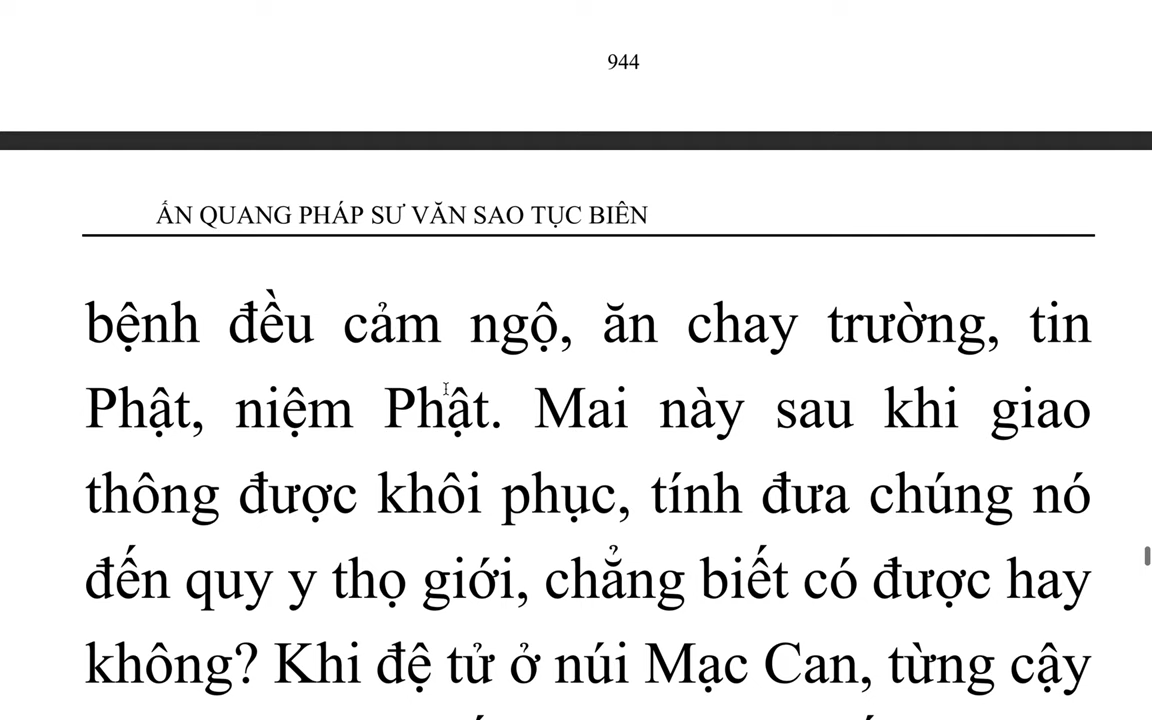 944
ẤN QUANG PHÁP SƯ VĂN SAO TỤC BIÊN
bệnh đều cảm ngộ, ăn chay trường, tin
Phật, niệm Phật. Mai này sau khi giao
thông được khôi phục, tính đưa chúng nó
đến quy y thọ giới, chẳng biết có được hay
không? Khi đệ tử ở núi Mạc Can, từng cậy